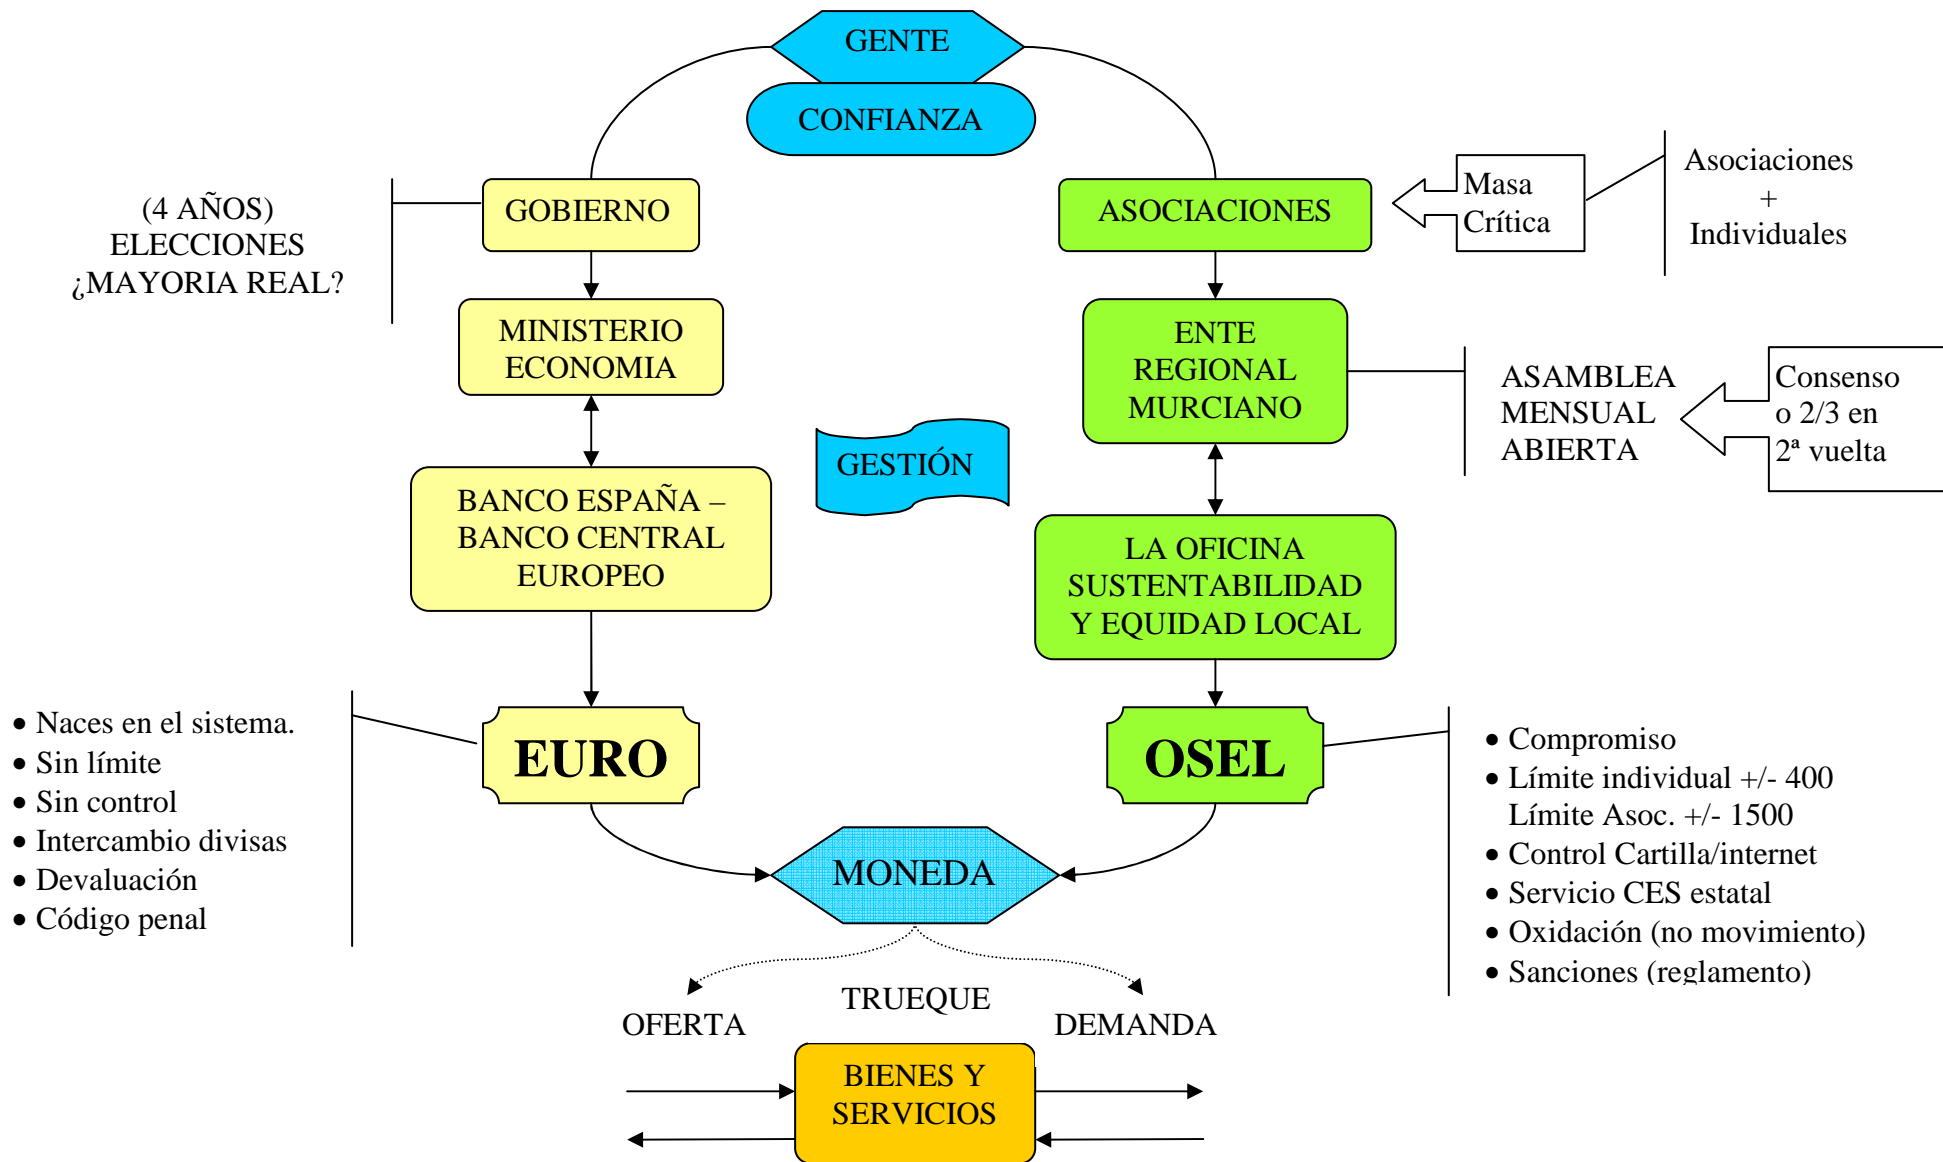 GENTE
CONFIANZA
(4 AÑOS)
ELECCIONES
¿MAYORIA REAL?
GOBIERNO
ASOCIACIONES
Masa
Crítica
Asociaciones
+
Individuales
MINISTERIO
ECONOMIA
ENTE
REGIONAL
MURCIANO
ASAMBLEA
MENSUAL
ABIERTA
Consenso
o 2/3 en
2ª vuelta
GESTIÓN
BANCO ESPAÑA –
BANCO CENTRAL
EUROPEO
LA OFICINA
SUSTENTABILIDAD
Y EQUIDAD LOCAL
• Naces en el sistema.
• Sin límite
• Sin control
• Intercambio divisas
• Devaluación
• Código penal
EURO
OSEL
• Compromiso
• Límite individual +/- 400
Límite Asoc. +/- 1500
• Control Cartilla/internet
• Servicio CES estatal
• Oxidación (no movimiento)
• Sanciones (reglamento)
MONEDA
TRUEQUE
OFERTA
DEMANDA
BIENES Y
SERVICIOS